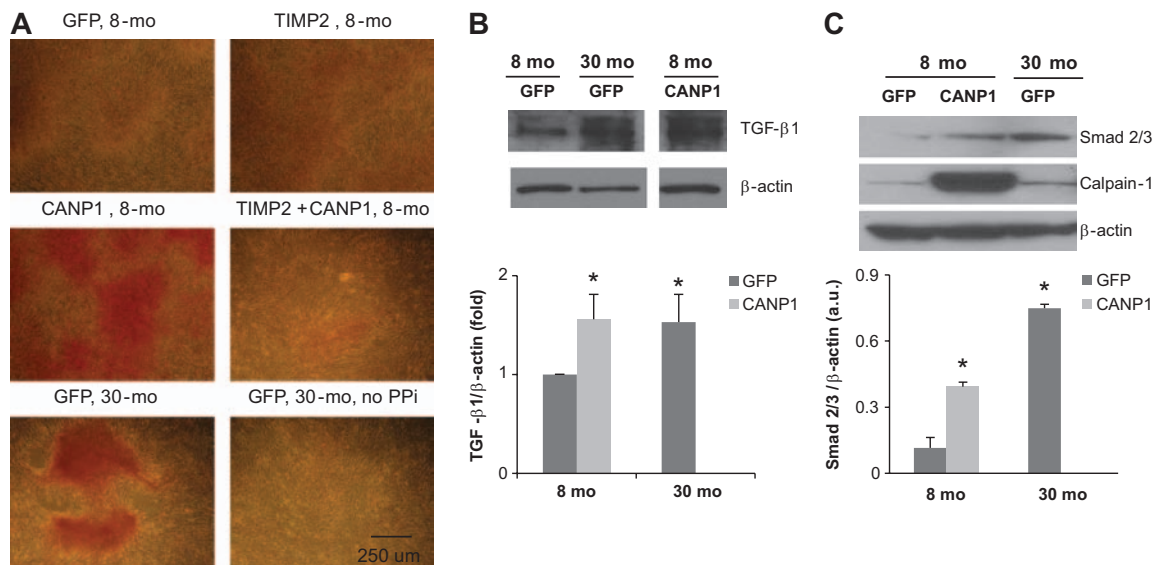 A
GFP, 8-mo
TIMP2 , 8-mo
CANP1 , 8-mo
TIMP2 +CANP1, 8-mo
GFP, 30-mo
GFP, 30-mo, no PPi
250 um
B
8 mo 30 mo 8 mo
GFP GFP CANP1
TGF-β1
β-actin
TGF -β1/β-actin (fold)
2
1
0
*
*
GFP
CANP1
8 mo 30 mo
C
8 mo 30 mo
GFP CANP1 GFP
Smad 2/3
Calpain-1
β-actin
Smad 2/3 / β-actin (a.u.)
0.9
0.6
0.3
0
*
*
GFP
CANP1
8 mo 30 mo